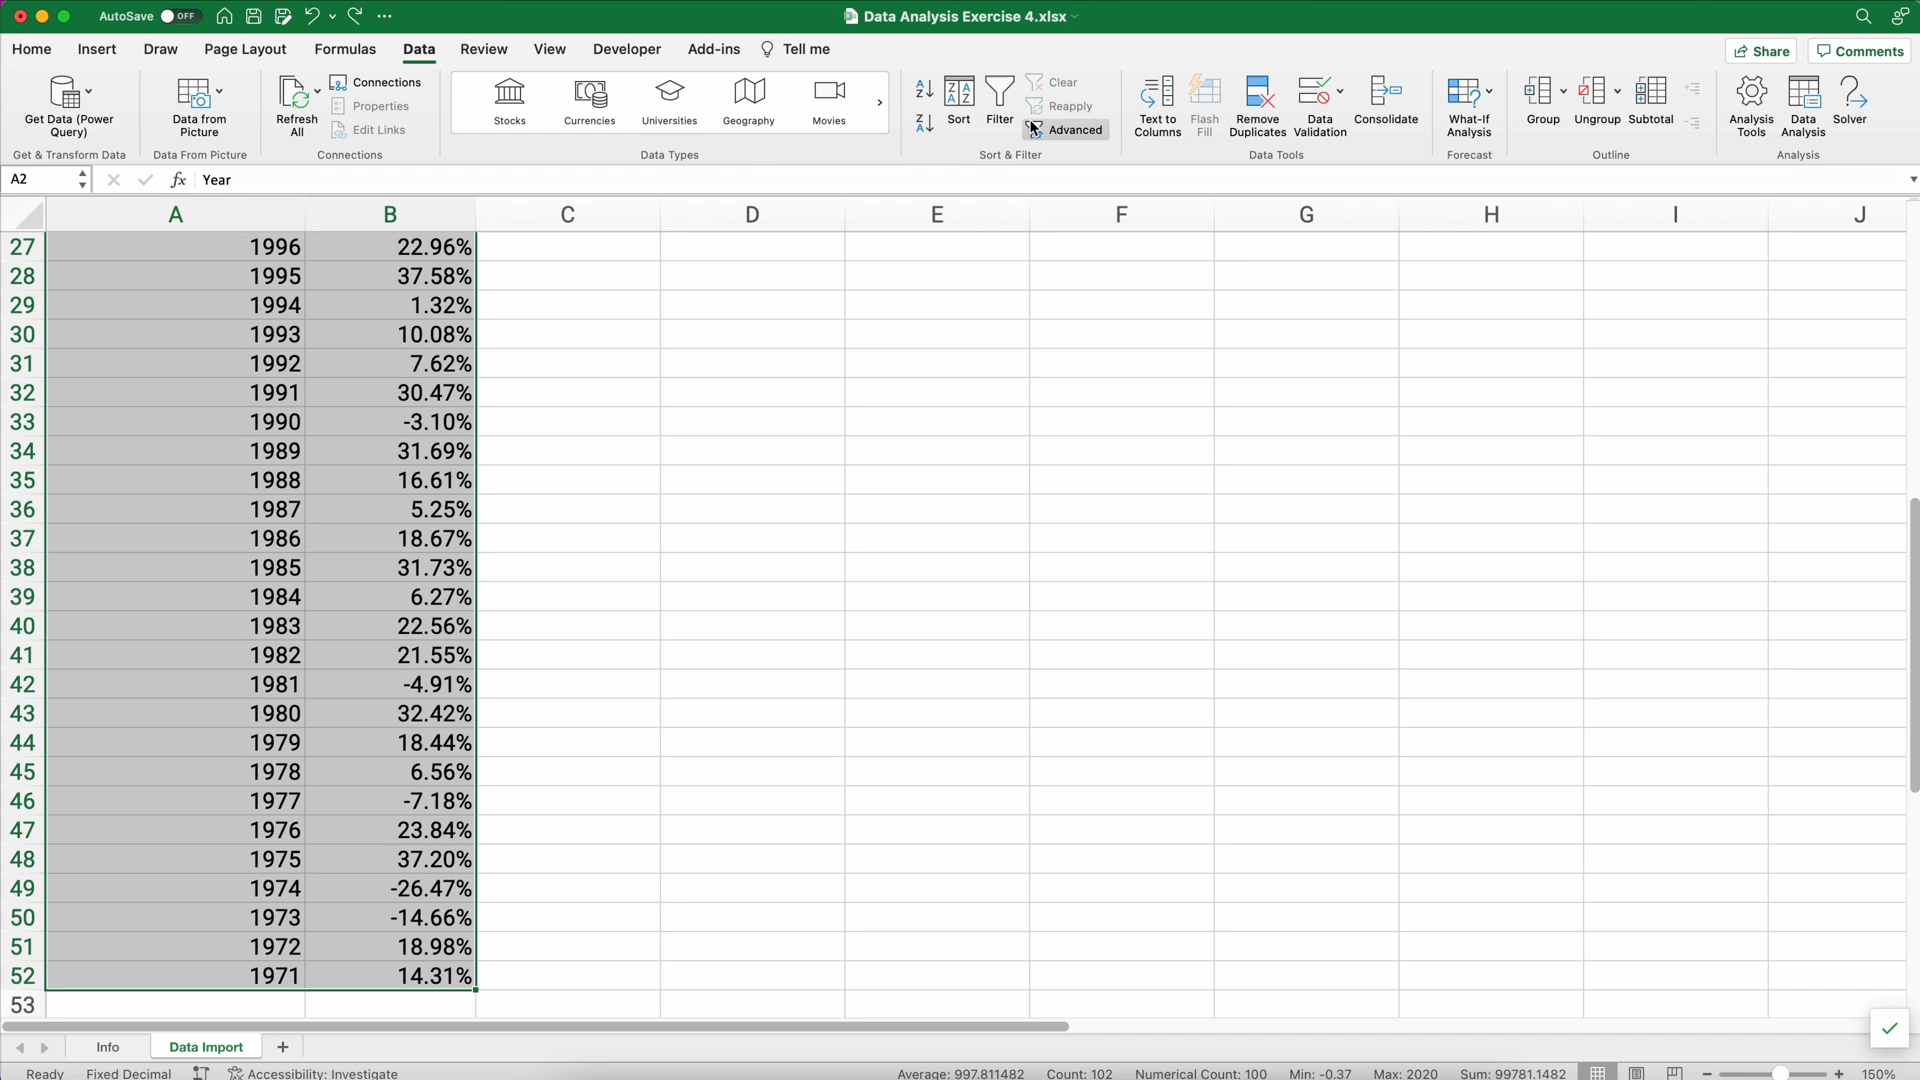 AutoSave OFF Data Analysis Exercise 4.xlsx
Home Insert Draw Page Layout Formulas Data Review View Developer Add-ins Tell me Share Comments
Get Data (Power Query)
Get & Transform Data
Data from Picture
Data From Picture
Refresh All
Connections
Properties
Edit Links
Connections
Stocks Currencies Universities Geography Movies
Data Types
Sort
Filter
Clear
Reapply
Advanced
Sort & Filter
Text to Columns
Flash Fill
Remove Duplicates
Data Validation
Consolidate
Data Tools
What-If Analysis
Forecast
Group
Ungroup
Subtotal
Outline
Analysis Tools
Data Analysis
Solver
Analysis
A2 fx Year
A B C D E F G H I J
27 1996 22.96%
28 1995 37.58%
29 1994 1.32%
30 1993 10.08%
31 1992 7.62%
32 1991 30.47%
33 1990 -3.10%
34 1989 31.69%
35 1988 16.61%
36 1987 5.25%
37 1986 18.67%
38 1985 31.73%
39 1984 6.27%
40 1983 22.56%
41 1982 21.55%
42 1981 -4.91%
43 1980 32.42%
44 1979 18.44%
45 1978 6.56%
46 1977 -7.18%
47 1976 23.84%
48 1975 37.20%
49 1974 -26.47%
50 1973 -14.66%
51 1972 18.98%
52 1971 14.31%
53
Info Data Import +
Ready Fixed Decimal Accessibility: Investigate Average: 997.811482 Count: 102 Numerical Count: 100 Min: -0.37 Max: 2020 Sum: 99781.1482 150%